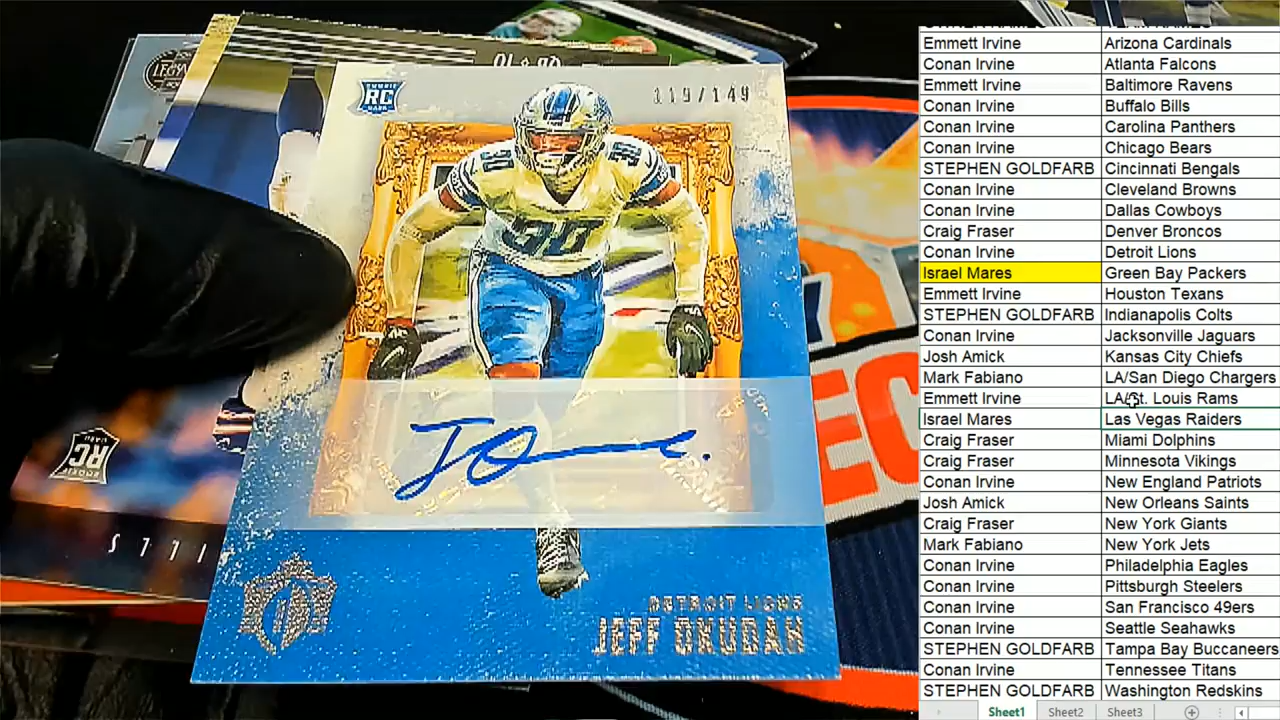 RC
119/149
30
30
30
DETROIT LIONS
JEFF OKUDAH
RC
Emmett Irvine Arizona Cardinals
Conan Irvine Atlanta Falcons
Emmett Irvine Baltimore Ravens
Conan Irvine Buffalo Bills
Conan Irvine Carolina Panthers
Conan Irvine Chicago Bears
STEPHEN GOLDFARB Cincinnati Bengals
Conan Irvine Cleveland Browns
Conan Irvine Dallas Cowboys
Craig Fraser Denver Broncos
Conan Irvine Detroit Lions
Israel Mares Green Bay Packers
Emmett Irvine Houston Texans
STEPHEN GOLDFARB Indianapolis Colts
Conan Irvine Jacksonville Jaguars
Josh Amick Kansas City Chiefs
Mark Fabiano LA/San Diego Chargers
Emmett Irvine LA/St. Louis Rams
Israel Mares Las Vegas Raiders
Craig Fraser Miami Dolphins
Craig Fraser Minnesota Vikings
Conan Irvine New England Patriots
Josh Amick New Orleans Saints
Craig Fraser New York Giants
Mark Fabiano New York Jets
Conan Irvine Philadelphia Eagles
Conan Irvine Pittsburgh Steelers
Conan Irvine San Francisco 49ers
Conan Irvine Seattle Seahawks
STEPHEN GOLDFARB Tampa Bay Buccaneers
Conan Irvine Tennessee Titans
STEPHEN GOLDFARB Washington Redskins
Sheet1 Sheet2 Sheet3